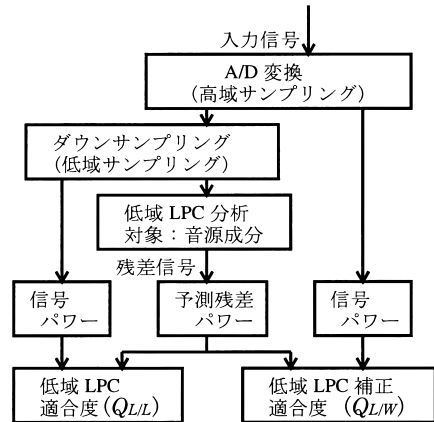 入力信号
A/D 変換
(高域サンプリング)
ダウンサンプリング
(低域サンプリング)
低域 LPC 分析
対象：音源成分
残差信号
信号
パワー
予測残差
パワー
信号
パワー
低域 LPC
適合度(QL/L)
低域 LPC 補正
適合度 (QL/W)